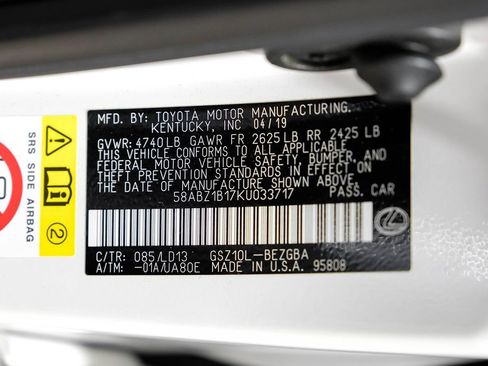 MFD. BY: TOYOTA MOTOR MANUFACTURING.
KENTUCKY, INC 04/19
GVWR: 4740LB GAWR FR 2625LB RR 2425LB
THIS VEHICLE CONFORMS TO ALL APPLICABLE
FEDERAL MOTOR VEHICLE SAFETY, BUMPER, AND
THEFT PREVENTION STANDARDS IN EFFECT ON
THE DATE OF MANUFACTURE SHOWN ABOVE.
58ABZ1B17KU033717 PASS. CAR
C/TR: 085/LD13 GSZ10L-BEZGBA
A/TM: -01A/UA80E MADE IN U.S.A. 95808
SRS SIDE AIRBAG
2